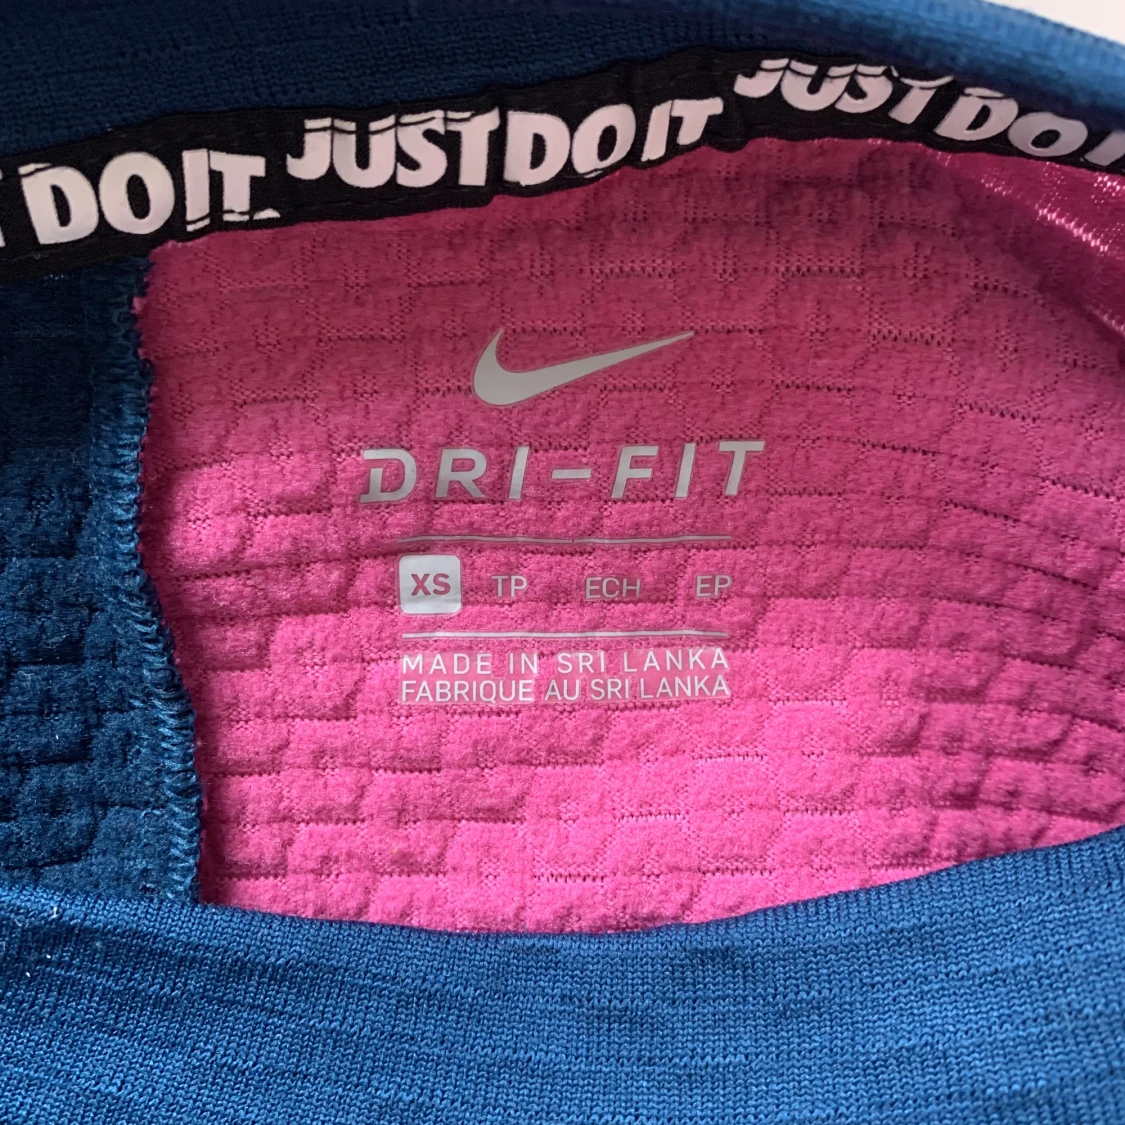 DO IT JUST DO IT JUST DO IT
DRI-FIT
XS TP ECH EP
MADE IN SRI LANKA
FABRIQUE AU SRI LANKA